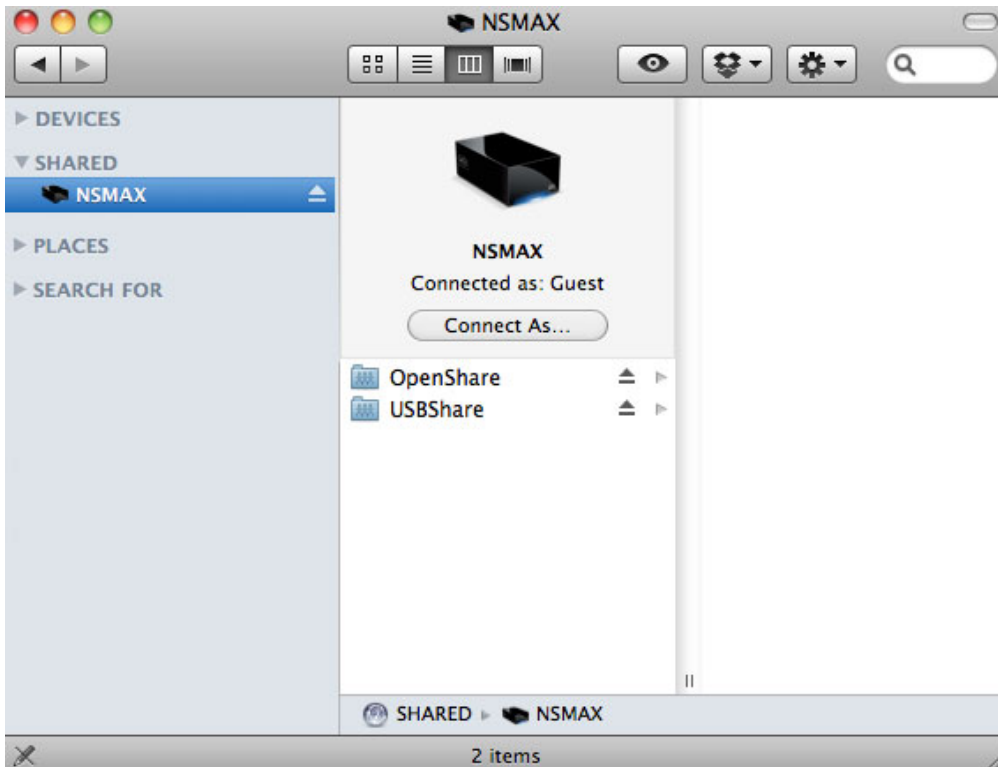 NSMAX
DEVICES
SHARED
NSMAX
PLACES
SEARCH FOR
NSMAX
Connected as: Guest
Connect As...
OpenShare
USBShare
SHARED NSMAX
2 items